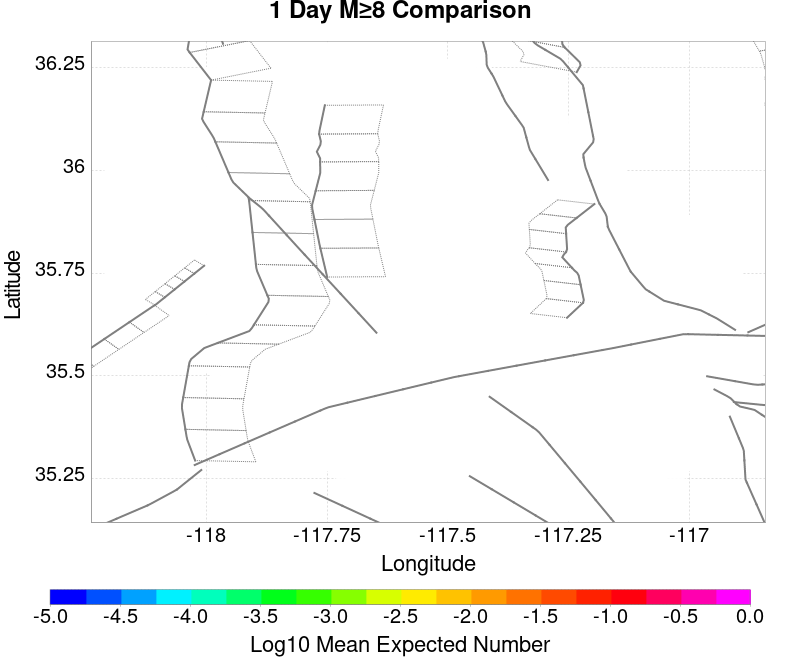 1 Day M≥8 Comparison
36.25
36
35.75
35.5
35.25
Latitude
-118 -117.75 -117.5 -117.25 -117
Longitude
-5.0 -4.5 -4.0 -3.5 -3.0 -2.5 -2.0 -1.5 -1.0 -0.5 0.0
Log10 Mean Expected Number